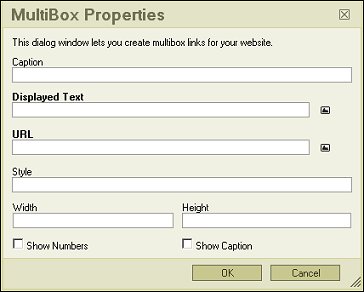 MultiBox Properties
This dialog window lets you create multibox links for your website.
Caption
Displayed Text
URL
Style
Width Height
Show Numbers Show Caption
OK Cancel